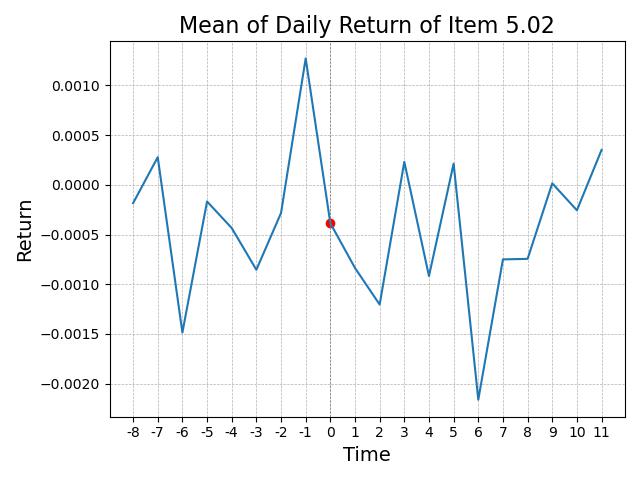 Mean of Daily Return of Item 5.02
Return
0.0010
0.0005
0.0000
−0.0005
−0.0010
−0.0015
−0.0020
-8 -7 -6 -5 -4 -3 -2 -1 0 1 2 3 4 5 6 7 8 9 10 11
Time